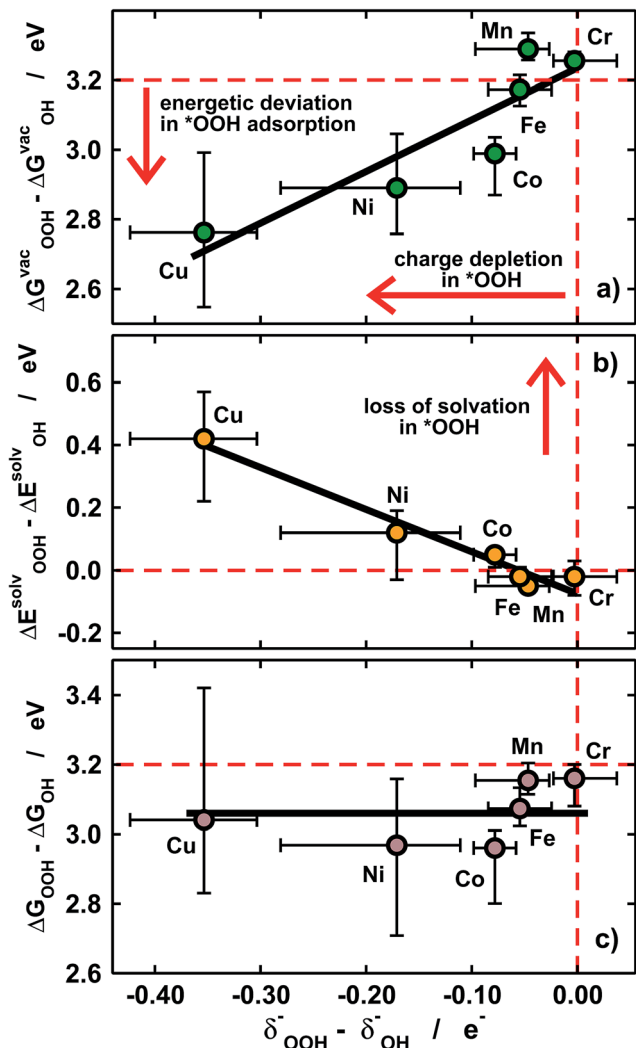 ΔG^vac_OOH - ΔG^vac_OH / eV
3.2
3.0
2.8
2.6
energetic deviation
in *OOH adsorption
Mn
Cr
Fe
Co
Ni
Cu
charge depletion
in *OOH
a)
ΔE^solv_OOH - ΔE^solv_OH / eV
0.6
0.4
0.2
0.0
-0.2
b)
loss of solvation
in *OOH
Cu
Ni
Co
Fe
Mn
Cr
ΔG_OOH - ΔG_OH / eV
3.4
3.2
3.0
2.8
2.6
Mn
Cr
Cu
Fe
Ni
Co
c)
-0.40
-0.30
-0.20
-0.10
0.00
δ^-_OOH - δ^-_OH / e^-